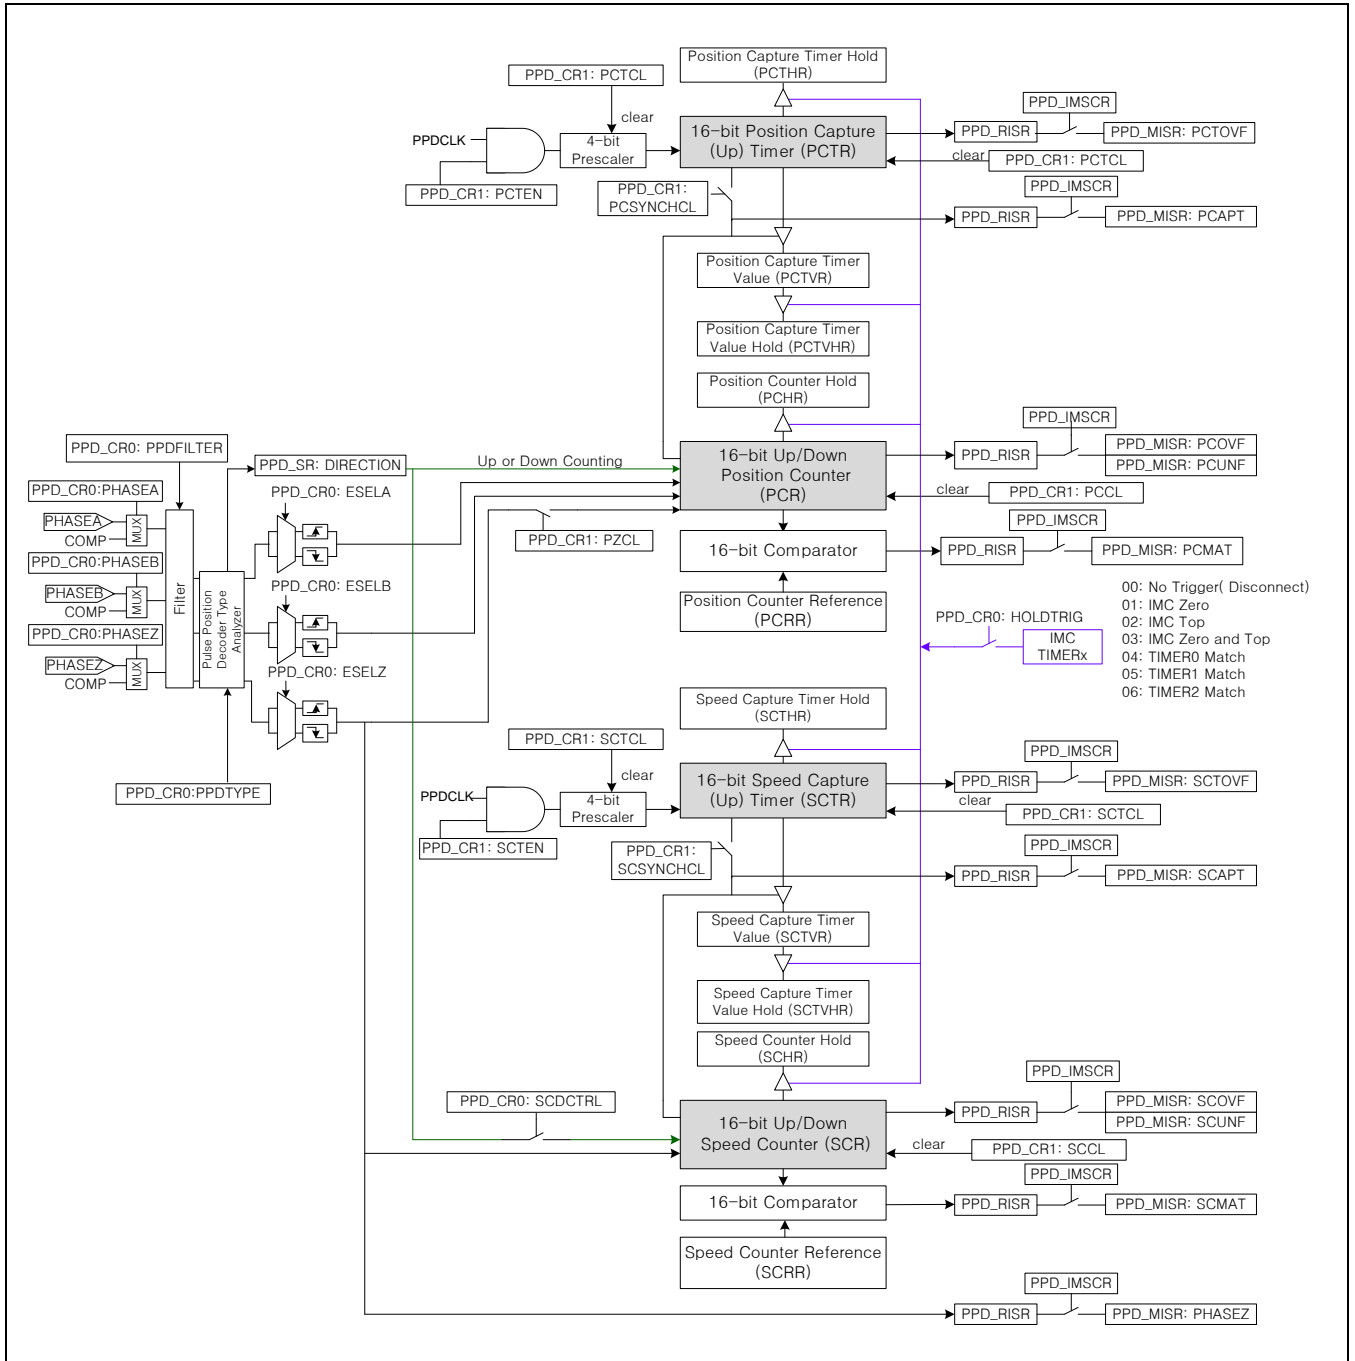 Position Capture Timer Hold
(PCTHR)
PPD_CR1: PCTCL
clear
PPDCLK
4-bit
Prescaler
PPD_CR1: PCTEN
16-bit Position Capture
(Up) Timer (PCTR)
PPD_IMSCR
PPD_RISR
PPD_MISR: PCTOVF
clear
PPD_CR1: PCTCL
PPD_CR1:
PCSYNCHCL
PPD_IMSCR
PPD_RISR
PPD_MISR: PCAPT
Position Capture Timer
Value (PCTVR)
Position Capture Timer
Value Hold (PCTVHR)
Position Counter Hold
(PCHR)
PPD_CR0: PPDFILTER
PPD_SR: DIRECTION
Up or Down Counting
16-bit Up/Down
Position Counter
(PCR)
PPD_IMSCR
PPD_RISR
PPD_MISR: PCOVF
PPD_MISR: PCUNF
clear
PPD_CR1: PCCL
PPD_CR0:PHASEA
PHASEA
COMP
MUX
PPD_CR0: ESELA
PPD_CR1: PZCL
16-bit Comparator
PPD_IMSCR
PPD_RISR
PPD_MISR: PCMAT
PPD_CR0:PHASEB
PHASEB
COMP
MUX
PPD_CR0: ESELB
Filter
Pulse Position
Decoder Type
Analyzer
Position Counter Reference
(PCRR)
PPD_CR0:PHASEZ
PHASEZ
COMP
MUX
PPD_CR0: ESELZ
PPD_CR0:PPDTYPE
PPD_CR0: HOLDTRIG
IMC
TIMERx
00: No Trigger( Disconnect)
01: IMC Zero
02: IMC Top
03: IMC Zero and Top
04: TIMER0 Match
05: TIMER1 Match
06: TIMER2 Match
Speed Capture Timer Hold
(SCTHR)
PPD_CR1: SCTCL
clear
PPDCLK
4-bit
Prescaler
PPD_CR1: SCTEN
16-bit Speed Capture
(Up) Timer (SCTR)
PPD_IMSCR
PPD_RISR
PPD_MISR: SCTOVF
clear
PPD_CR1: SCTCL
PPD_CR1:
SCSYNCHCL
PPD_IMSCR
PPD_RISR
PPD_MISR: SCAPT
Speed Capture Timer
Value (SCTVR)
Speed Capture Timer
Value Hold (SCTVHR)
Speed Counter Hold
(SCHR)
PPD_CR0: SCDCTRL
16-bit Up/Down
Speed Counter (SCR)
PPD_IMSCR
PPD_RISR
PPD_MISR: SCOVF
PPD_MISR: SCUNF
clear
PPD_CR1: SCCL
16-bit Comparator
PPD_IMSCR
PPD_RISR
PPD_MISR: SCMAT
Speed Counter Reference
(SCRR)
PPD_IMSCR
PPD_RISR
PPD_MISR: PHASEZ